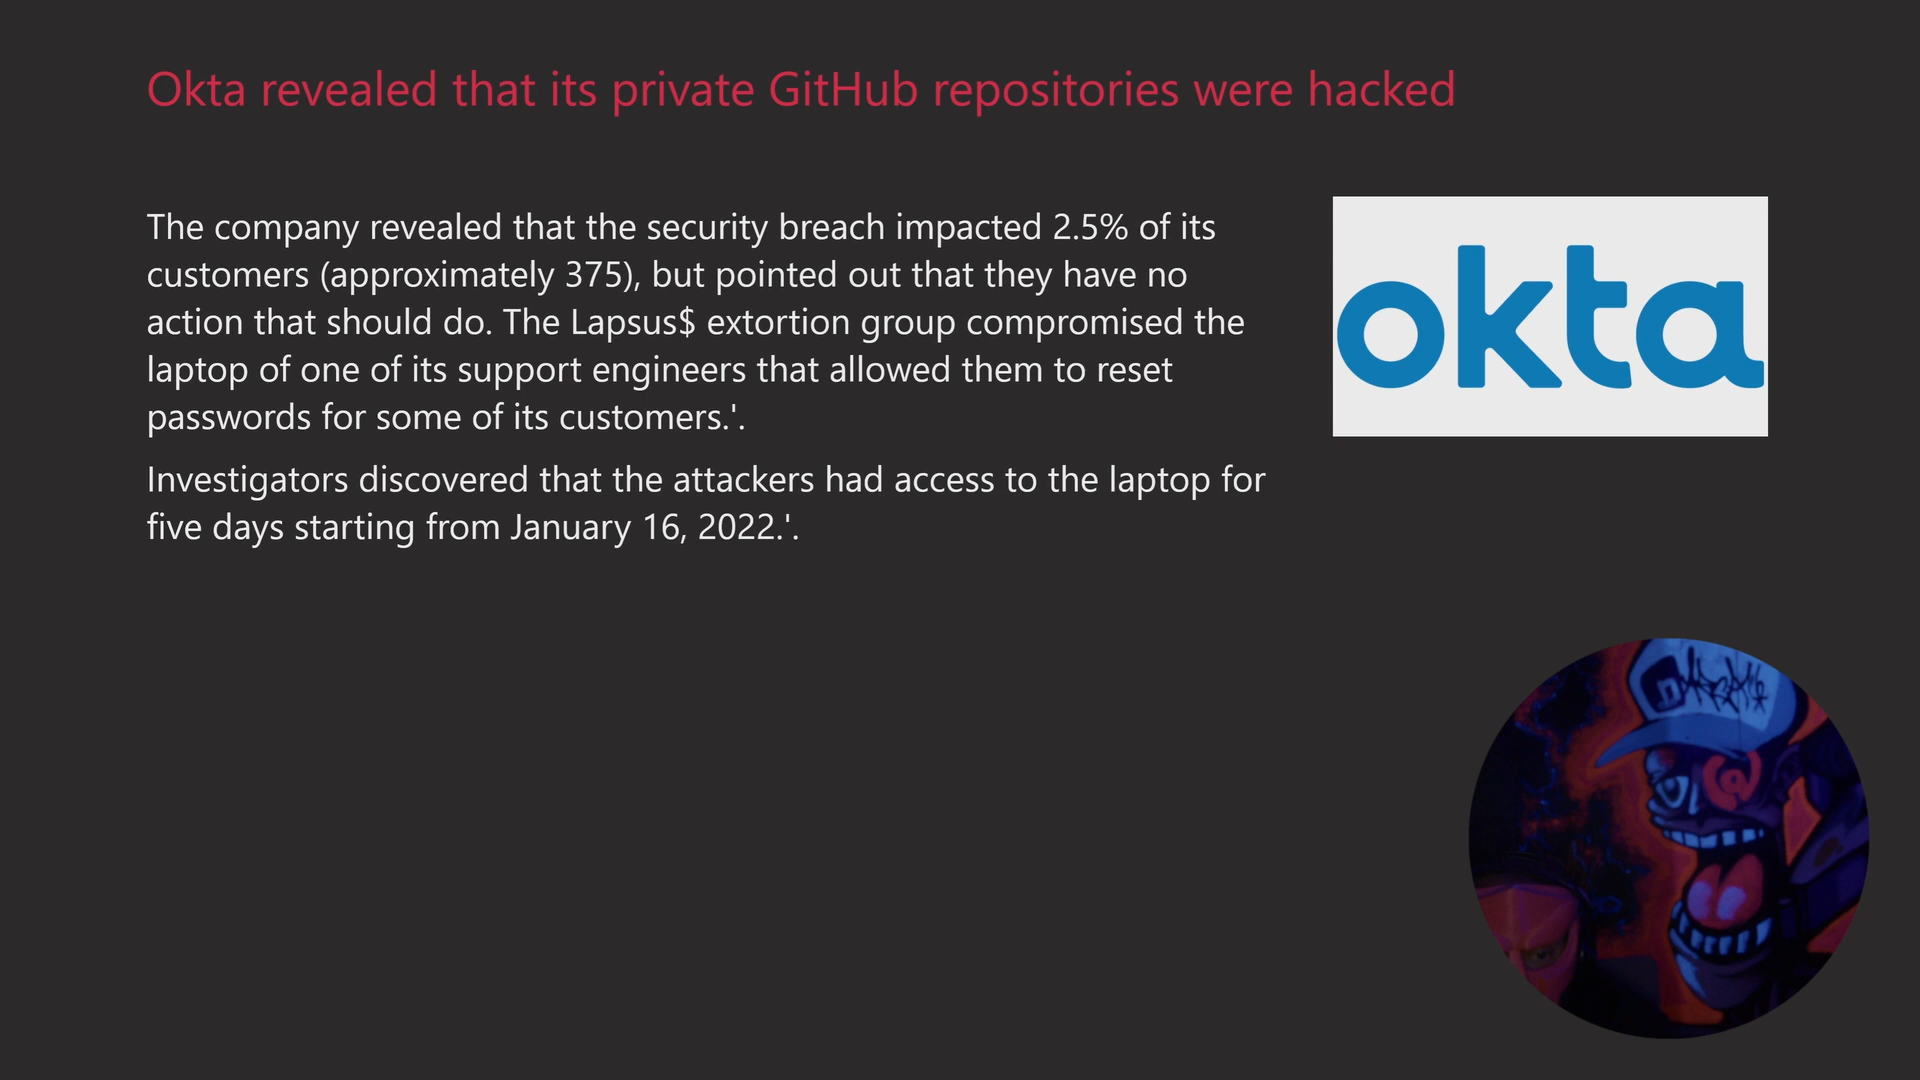 Okta revealed that its private GitHub repositories were hacked
The company revealed that the security breach impacted 2.5% of its
customers (approximately 375), but pointed out that they have no
action that should do. The Lapsus$ extortion group compromised the
laptop of one of its support engineers that allowed them to reset
passwords for some of its customers.'.
Investigators discovered that the attackers had access to the laptop for
five days starting from January 16, 2022.'.
okta